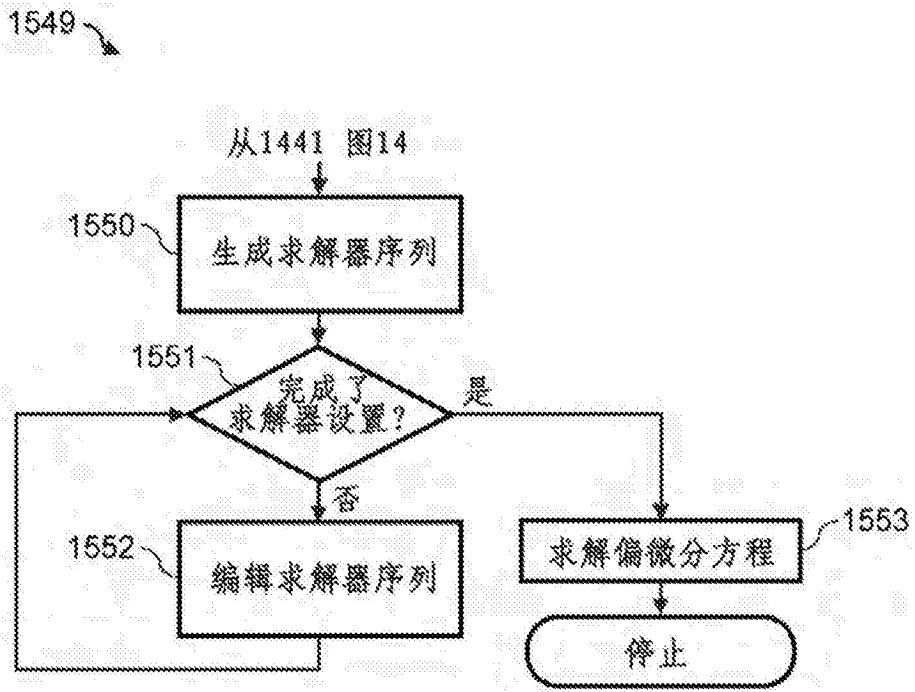 1549
从1441 图14
1550
生成求解器序列
1551
完成了
求解器设置?
是
否
1552
编辑求解器序列
1553
求解偏微分方程
停止